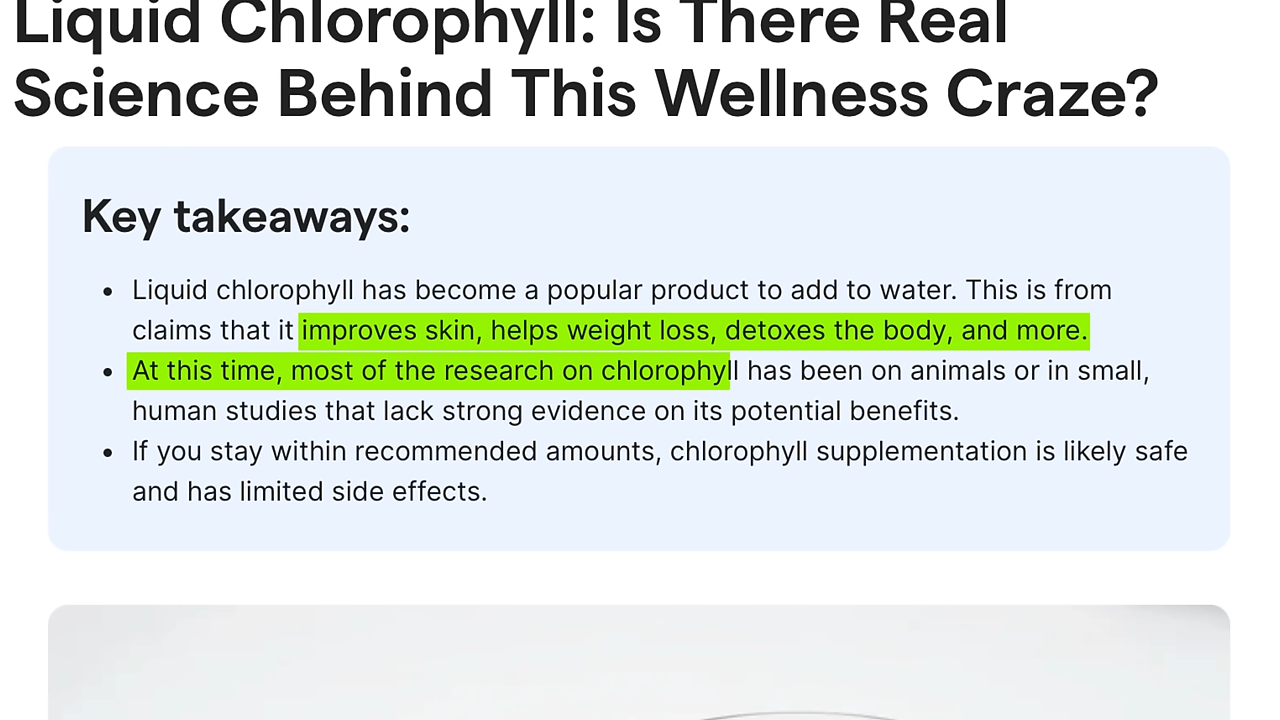 Liquid Chlorophyll: Is There Real
Science Behind This Wellness Craze?
Key takeaways:
• Liquid chlorophyll has become a popular product to add to water. This is from
claims that it improves skin, helps weight loss, detoxes the body, and more.
• At this time, most of the research on chlorophyll has been on animals or in small,
human studies that lack strong evidence on its potential benefits.
• If you stay within recommended amounts, chlorophyll supplementation is likely safe
and has limited side effects.